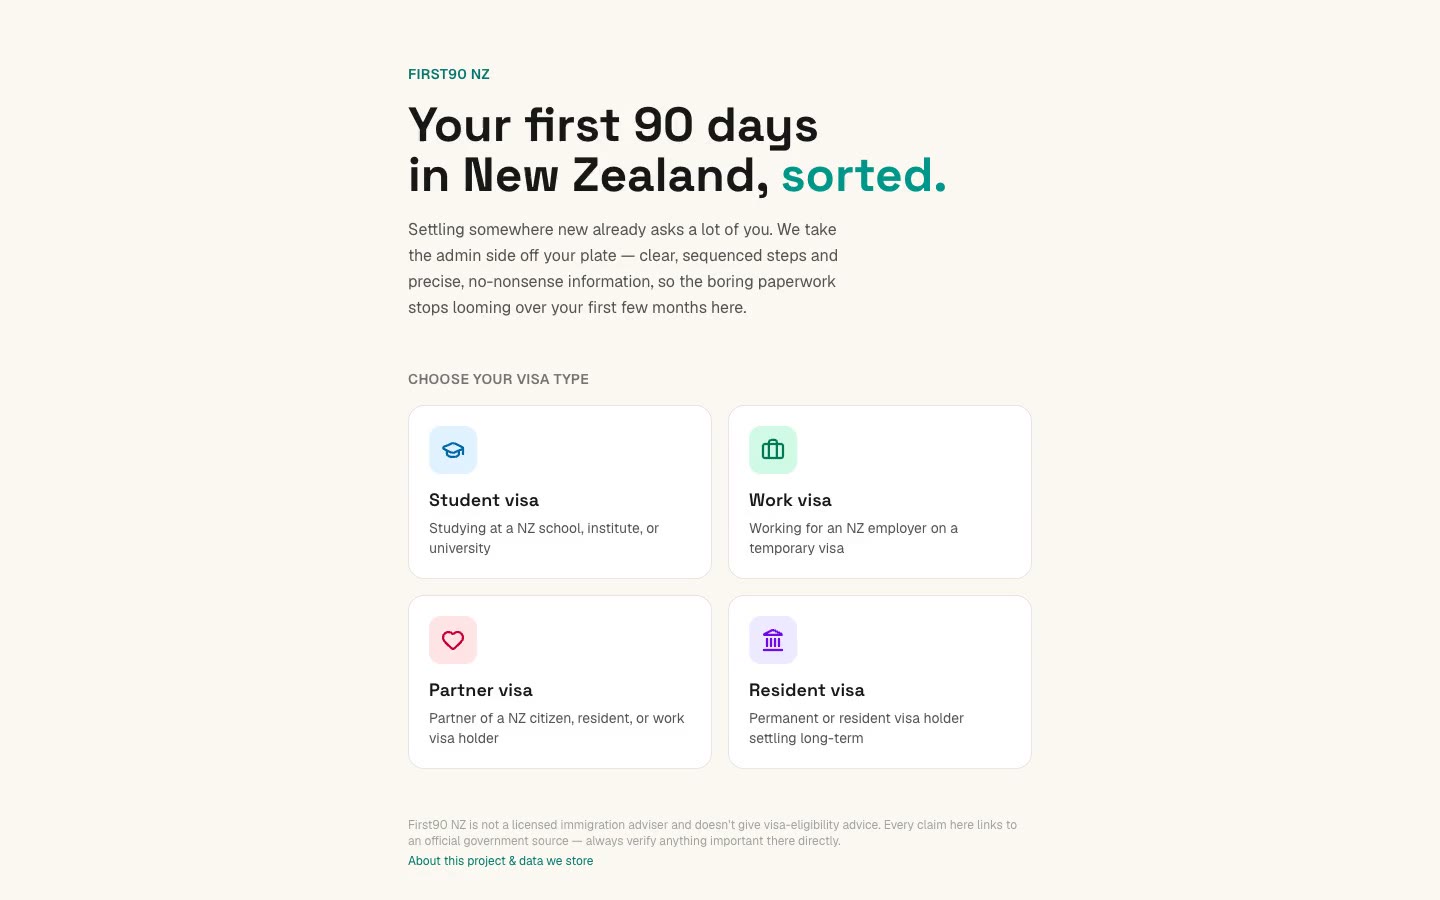 FIRST90 NZ
Your first 90 days
in New Zealand, sorted.
Settling somewhere new already asks a lot of you. We take
the admin side off your plate — clear, sequenced steps and
precise, no-nonsense information, so the boring paperwork
stops looming over your first few months here.
CHOOSE YOUR VISA TYPE
Student visa
Studying at a NZ school, institute, or
university
Work visa
Working for an NZ employer on a
temporary visa
Partner visa
Partner of a NZ citizen, resident, or work
visa holder
Resident visa
Permanent or resident visa holder
settling long-term
First90 NZ is not a licensed immigration adviser and doesn't give visa-eligibility advice. Every claim here links to
an official government source — always verify anything important there directly.
About this project & data we store